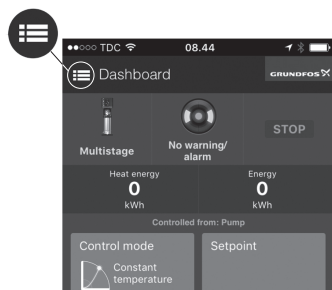 TDC 08.44
Dashboard GRUNDFOS
Multistage
No warning/
alarm
STOP
Heat energy
0
kWh
Energy
0
kWh
Controlled from: Pump
Control mode
Constant
temperature
Setpoint